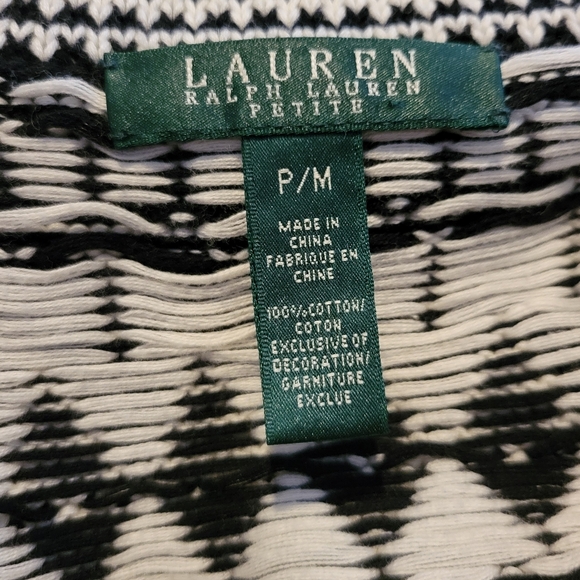 LAUREN
RALPH LAUREN
PETITE
P/M
MADE IN
CHINA
FABRIQUE EN
CHINE
100%COTTON/
COTON
EXCLUSIVE OF
DECORATION/
GARNITURE
EXCLUE